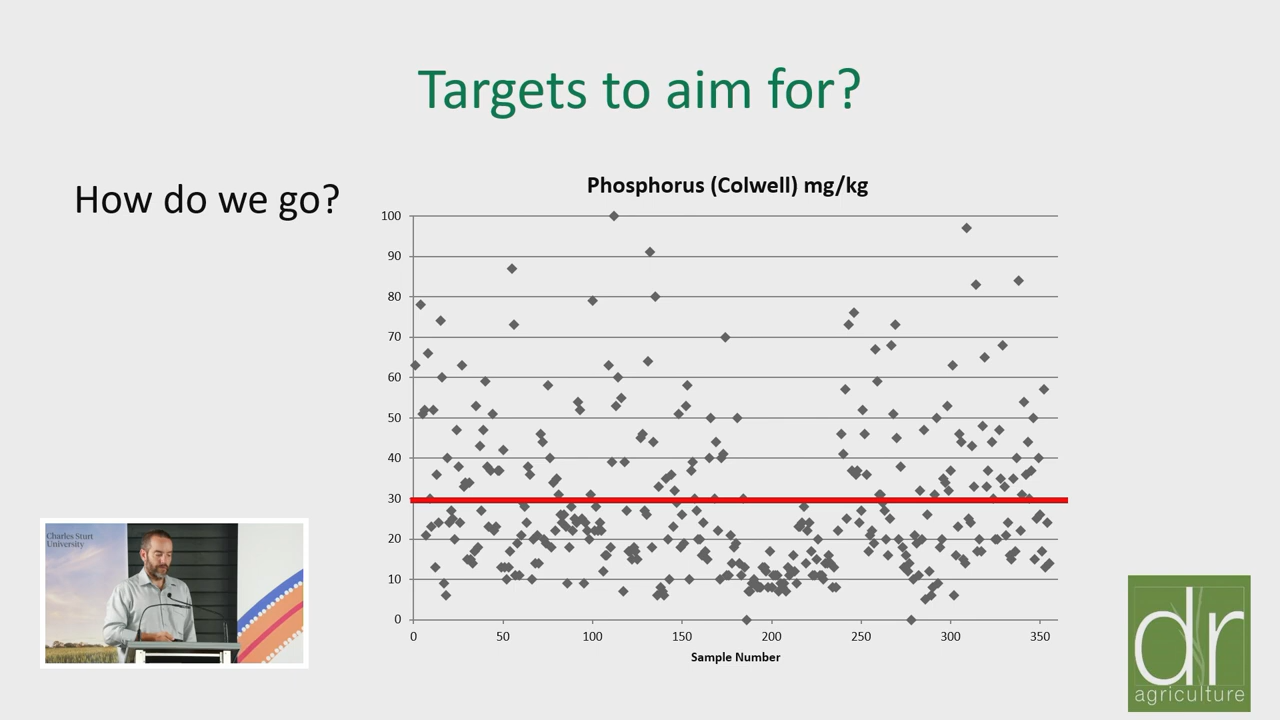 Targets to aim for?
How do we go?
Phosphorus (Colwell) mg/kg
100
90
80
70
60
50
40
30
20
10
0
0 50 100 150 200 250 300 350
Sample Number
Charles Sturt
University
dr
agriculture